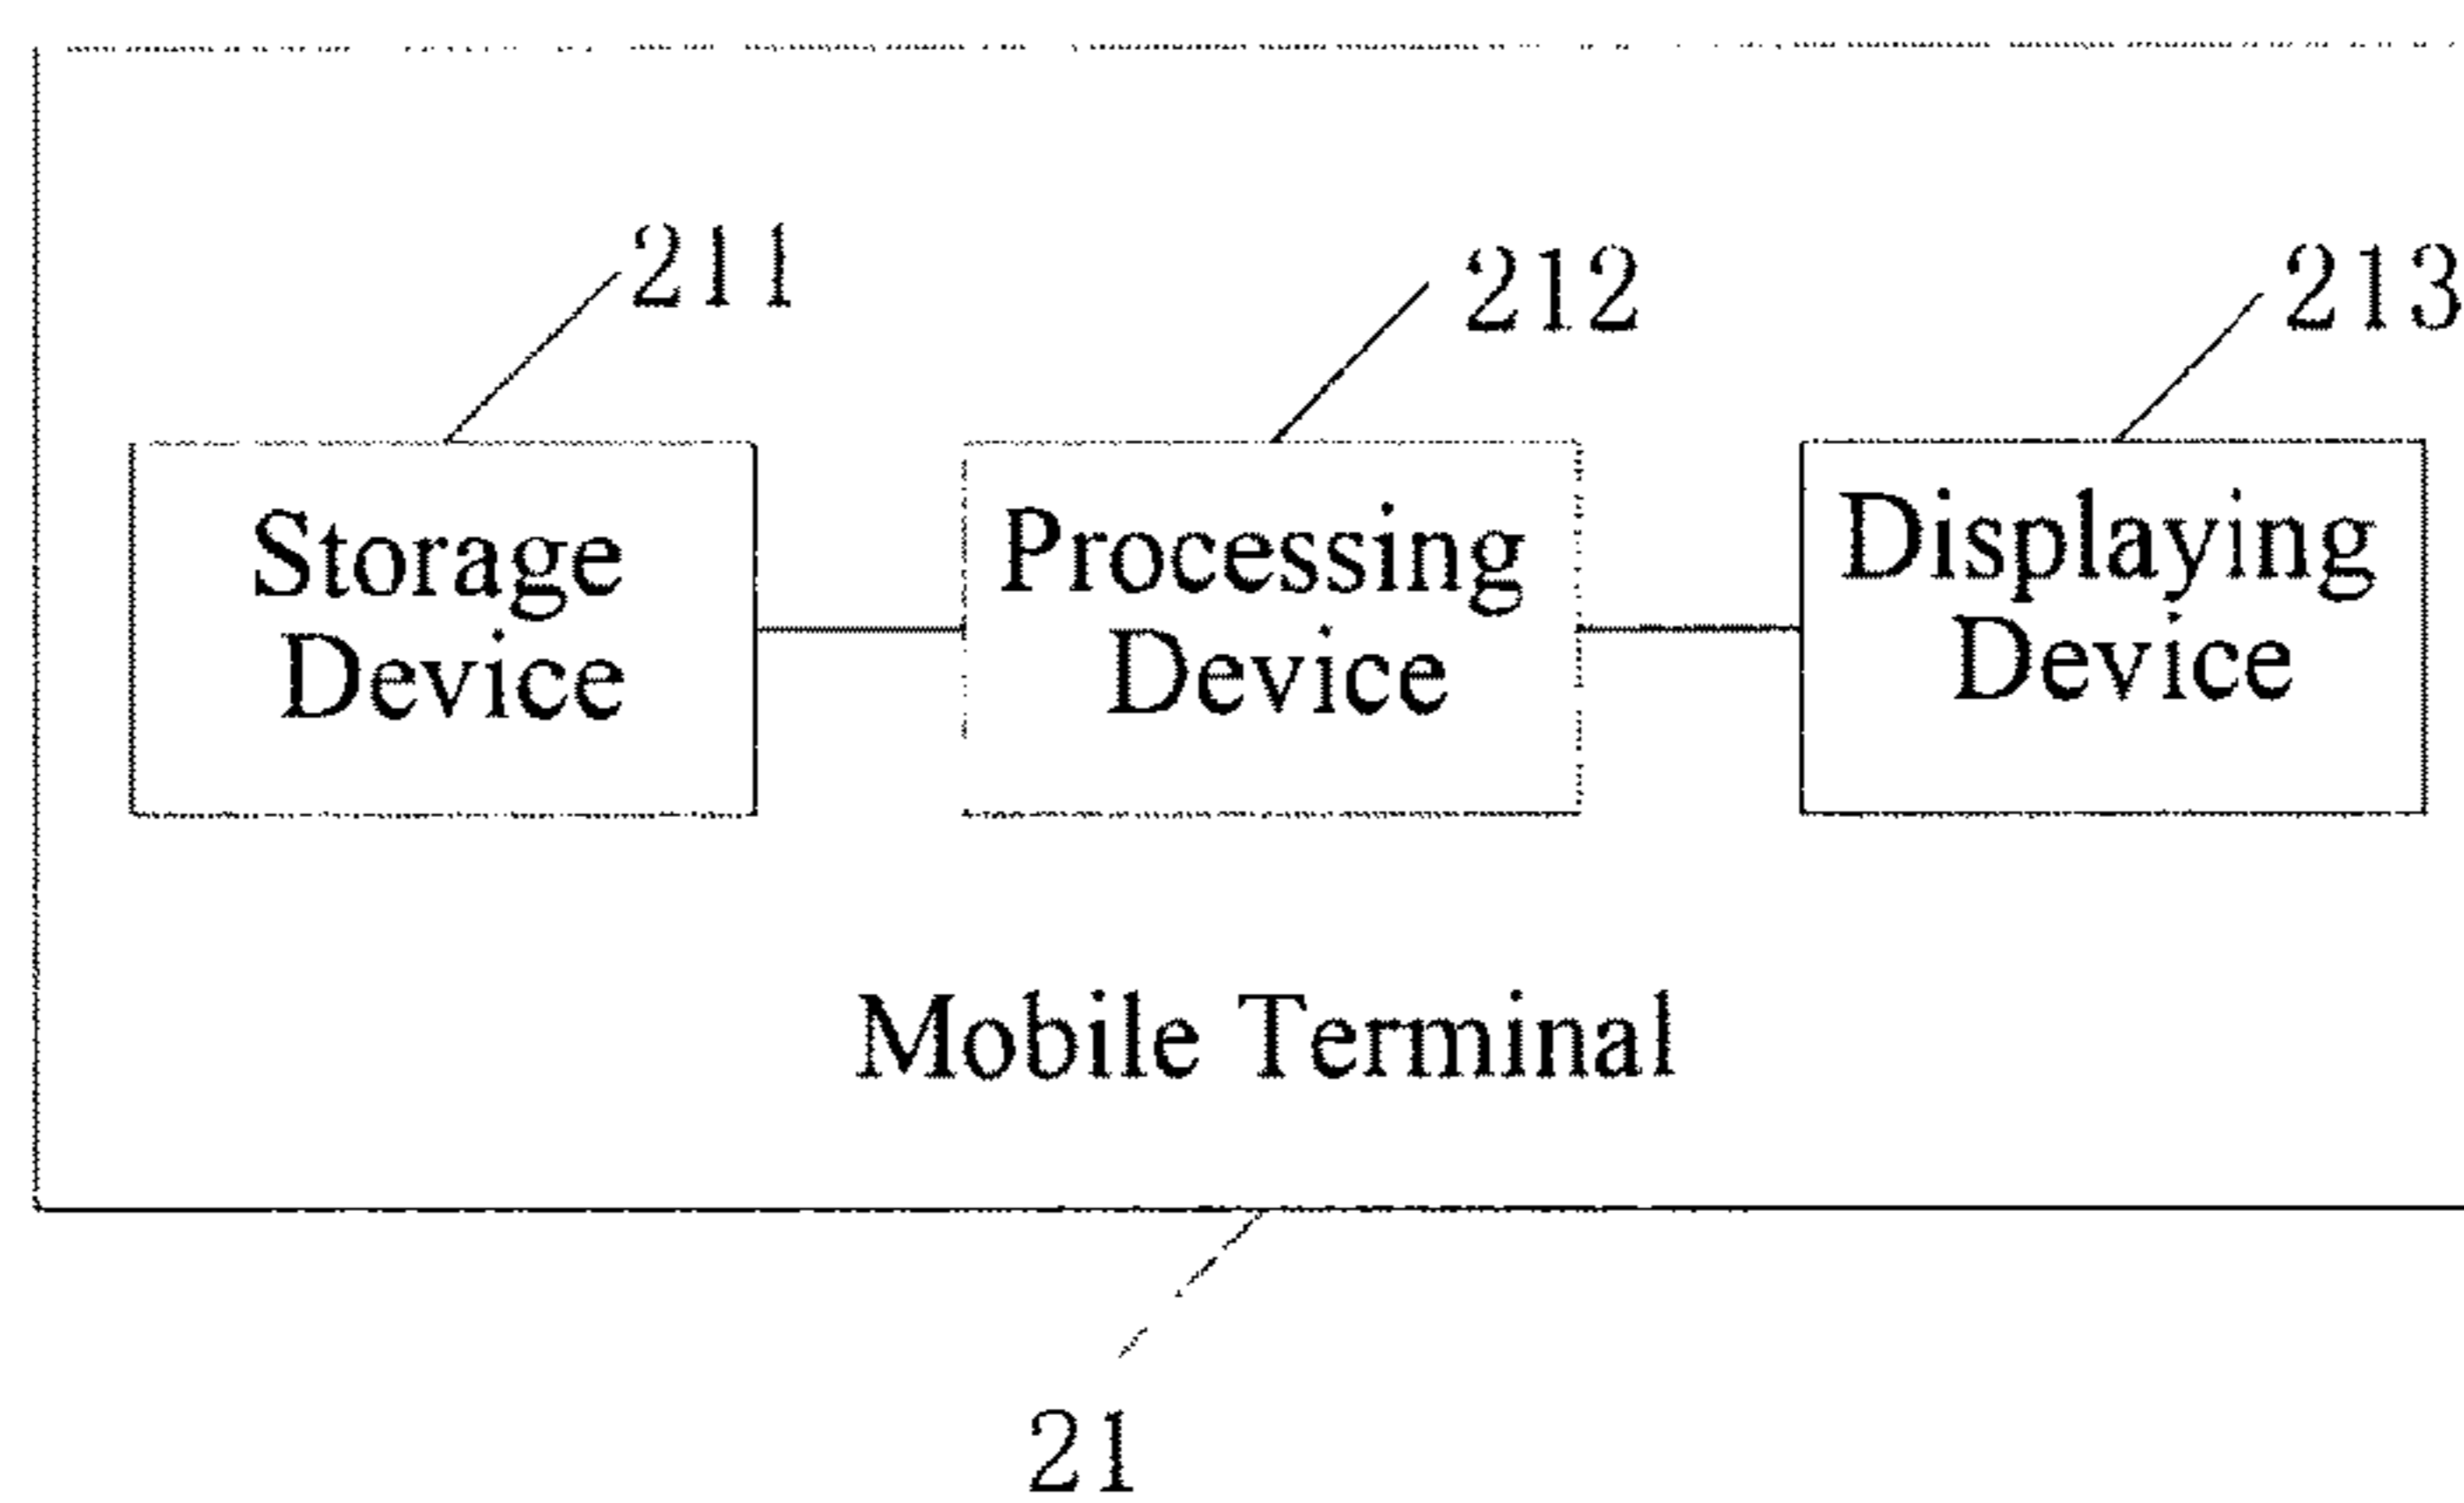 211
212
213
Storage
Device
Processing
Device
Displaying
Device
Mobile Terminal
21